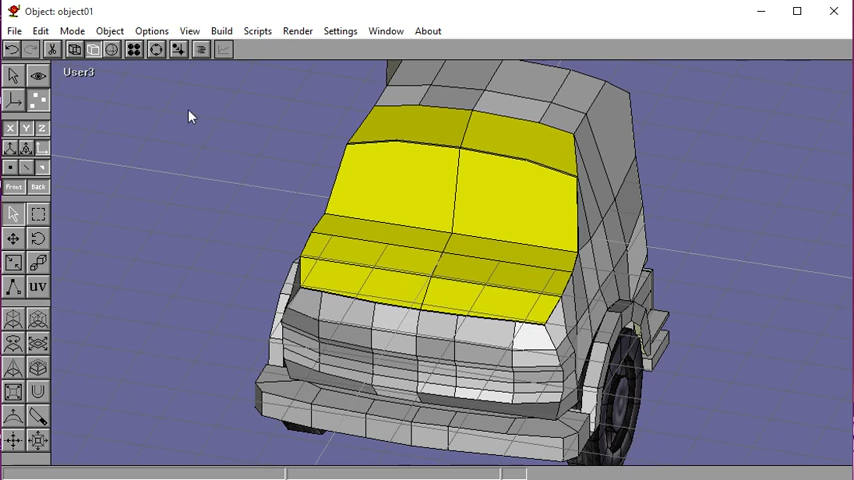 Object: object01
File Edit Mode Object Options View Build Scripts Render Settings Window About
User3
X Y Z
Front Back
uv